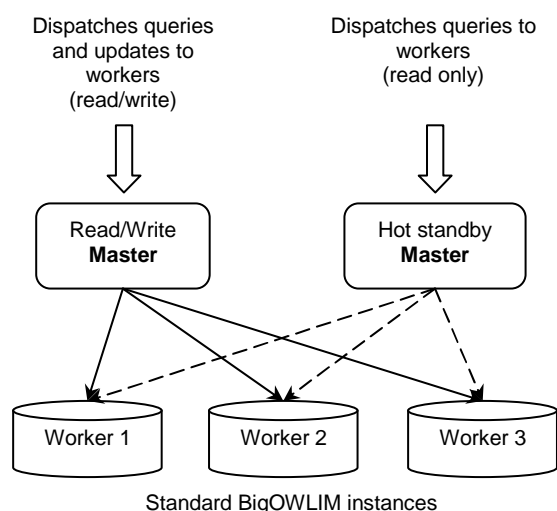 Dispatches queries
and updates to
workers
(read/write)
Dispatches queries to
workers
(read only)
Read/Write
Master
Hot standby
Master
Worker 1
Worker 2
Worker 3
Standard BigOWLIM instances